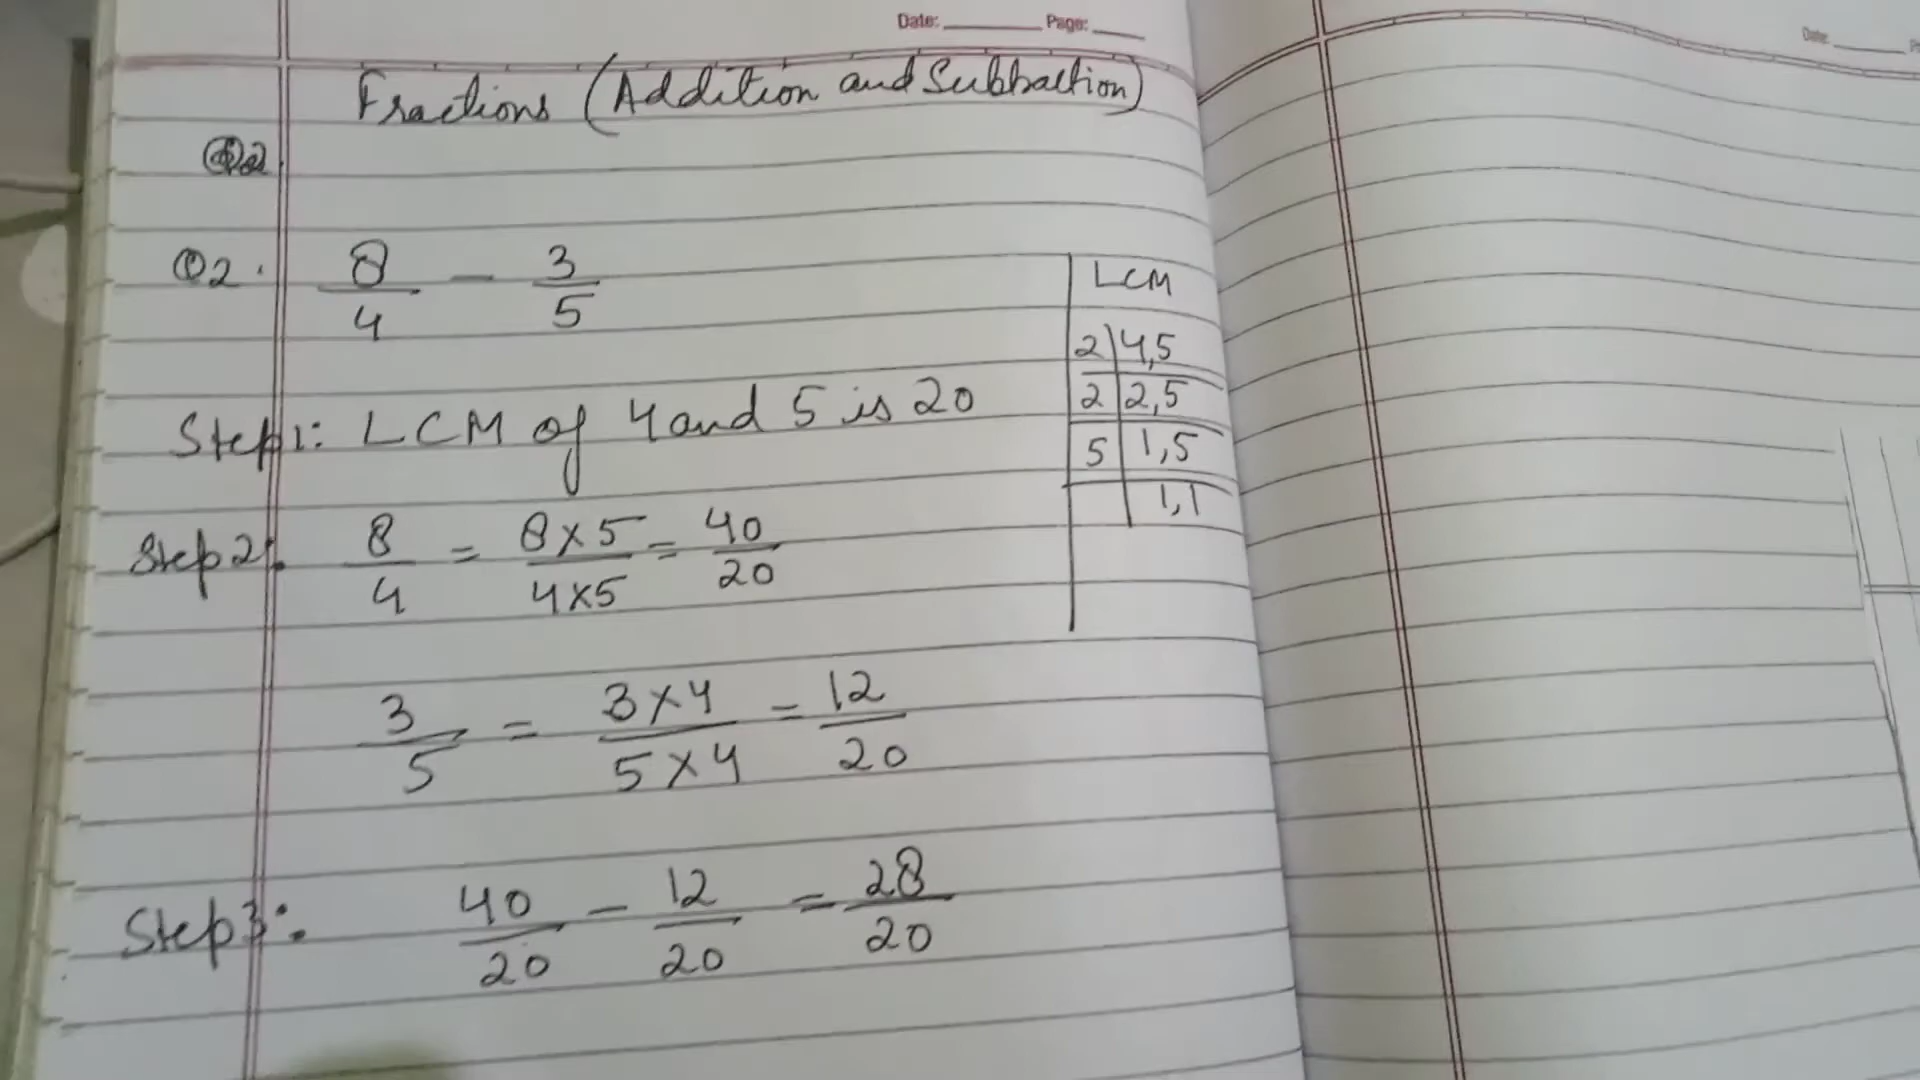 Date: Page:
Date:
Fractions (Addition and Subtraction)
Q2
Q2. 8/4 - 3/5
LCM
2 | 4,5
2 | 2,5
5 | 1,5
1,1
Step1: LCM of 4 and 5 is 20
Step2: 8/4 = 8×5/4×5 = 40/20
3/5 = 3×4/5×4 = 12/20
Step3: 40/20 - 12/20 = 28/20